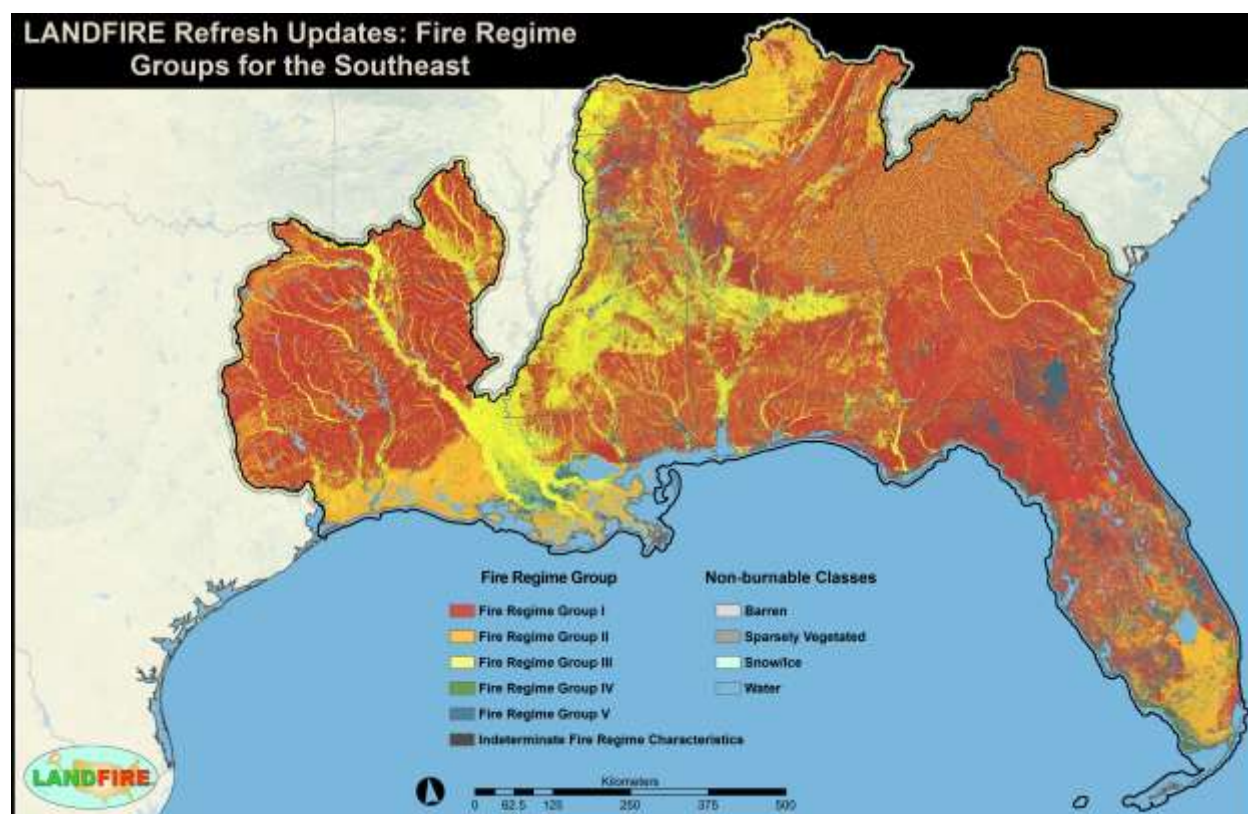 LANDFIRE Refresh Updates: Fire Regime
Groups for the Southeast
Fire Regime Group
Fire Regime Group I
Fire Regime Group II
Fire Regime Group III
Fire Regime Group IV
Fire Regime Group V
Indeterminate Fire Regime Characteristics
Non-burnable Classes
Barren
Sparsely Vegetated
Snow/Ice
Water
LANDFIRE
Kilometers
0 62.5 125 250 375 500